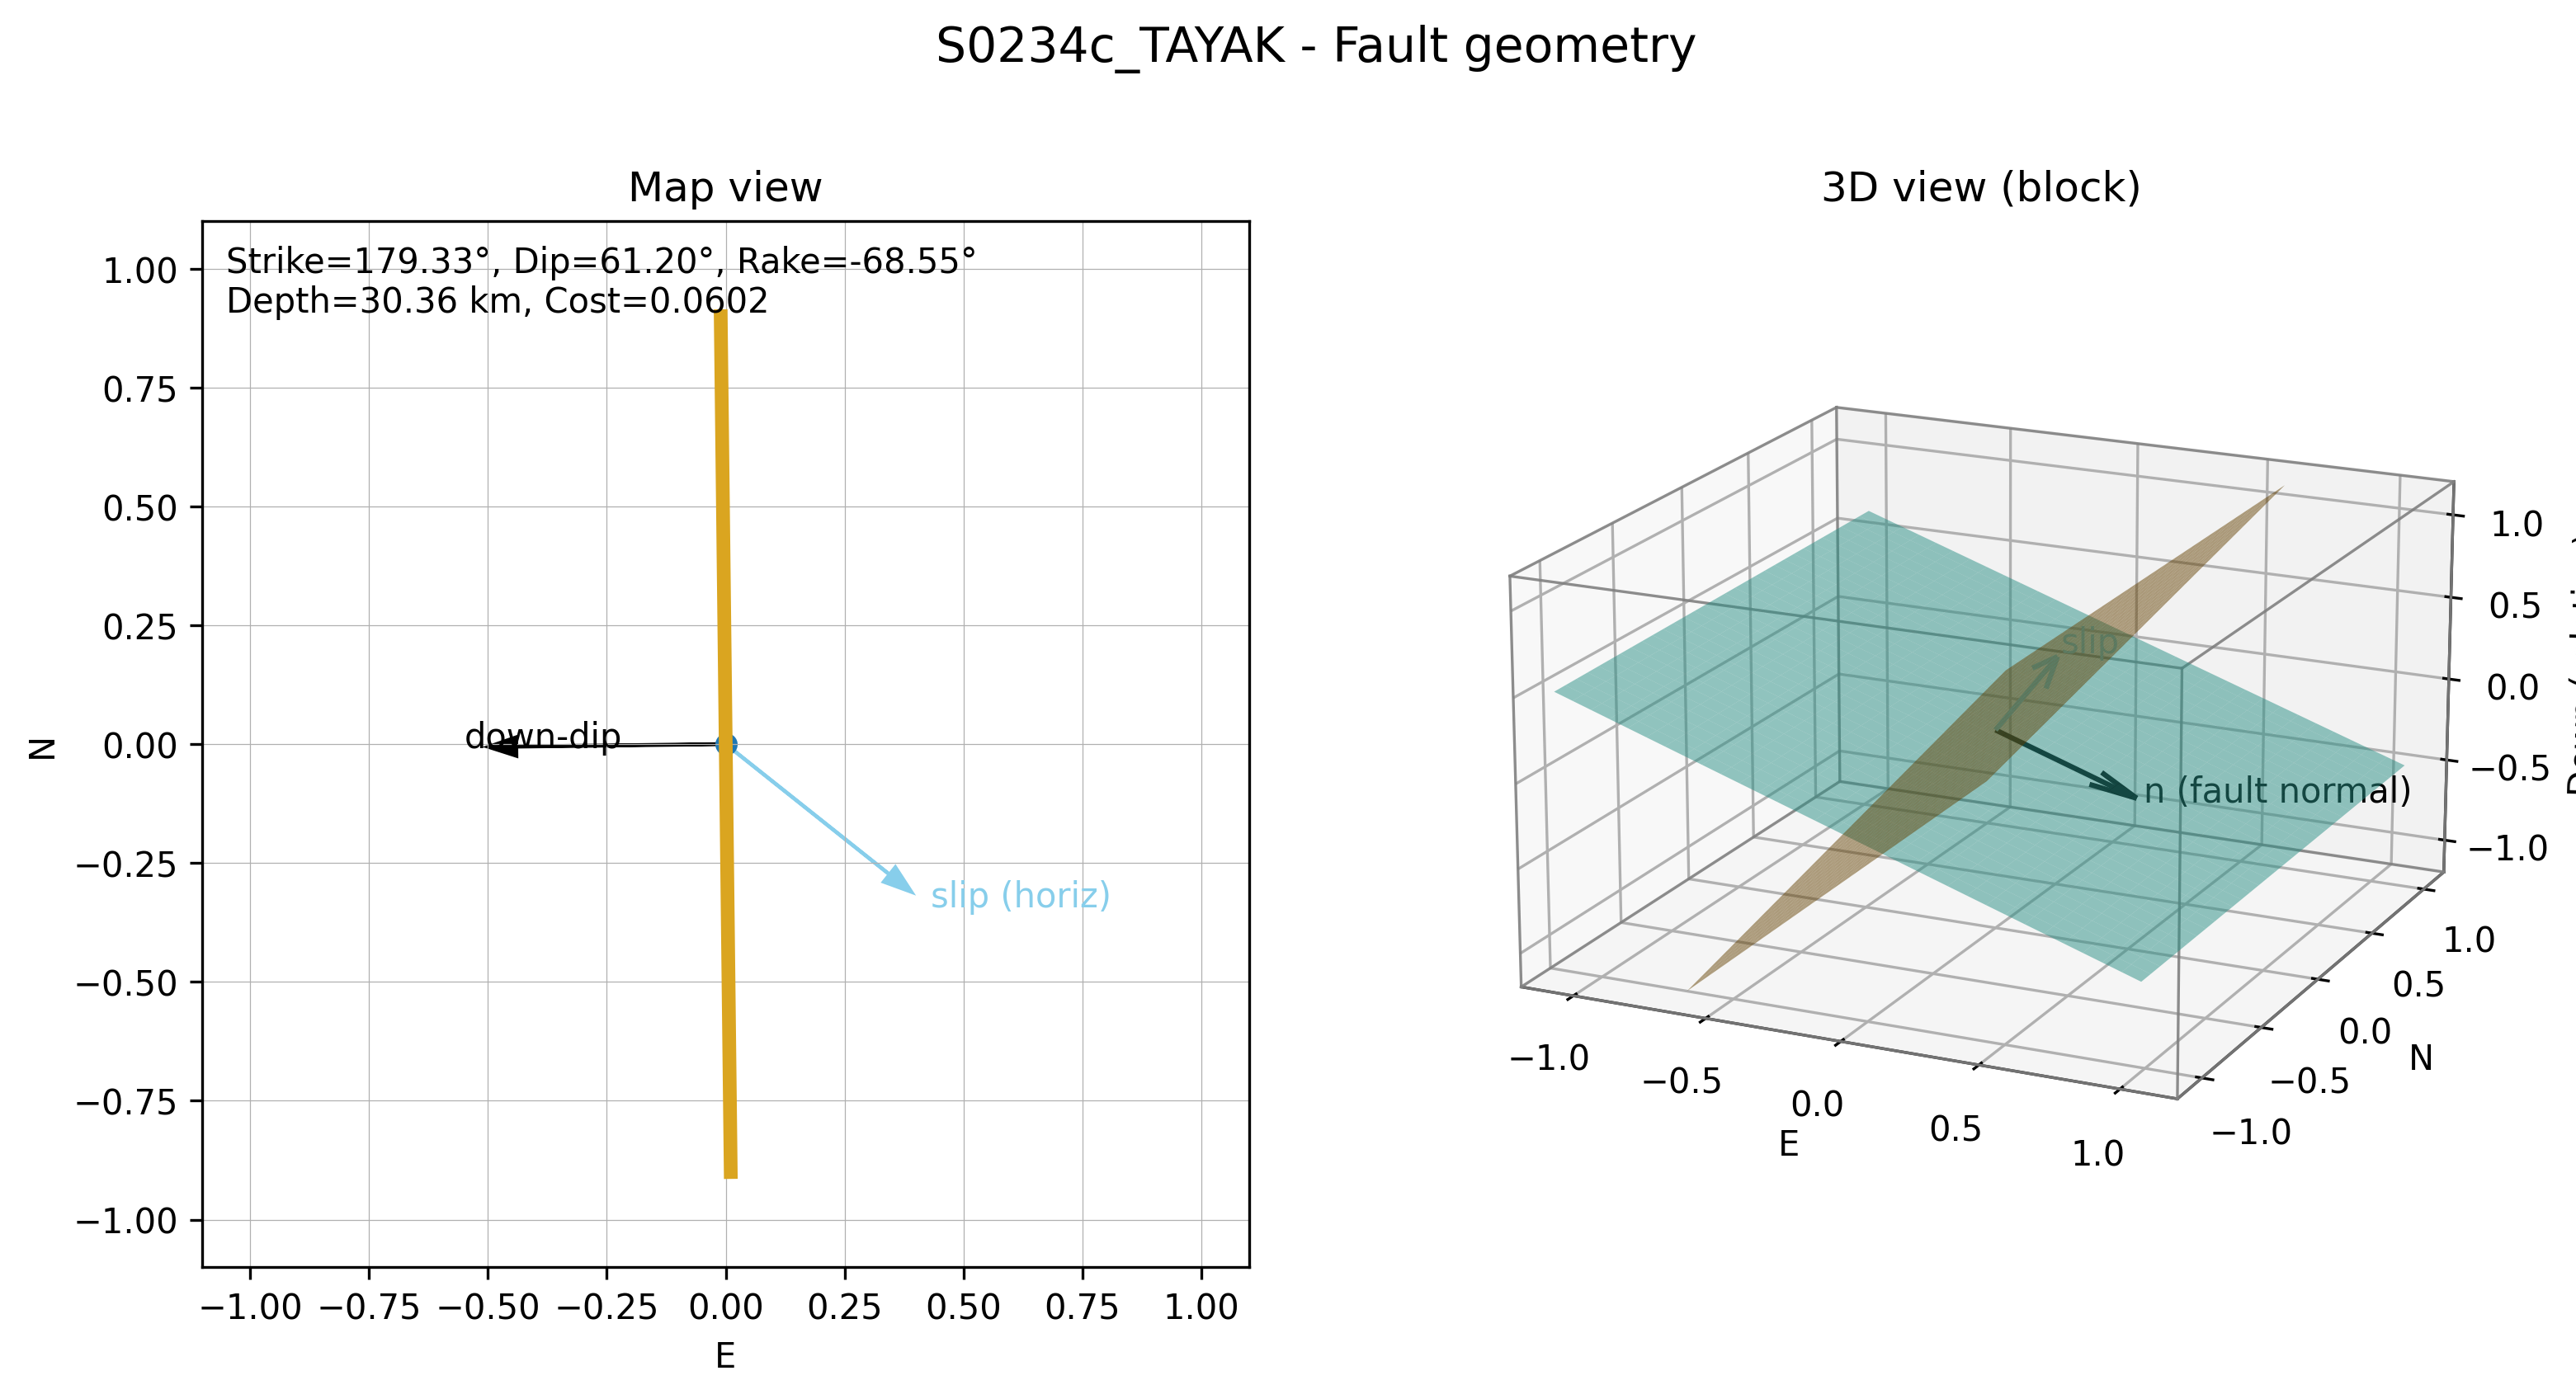 S0234c_TAYAK - Fault geometry
Map view
Strike=179.33°, Dip=61.20°, Rake=-68.55°
Depth=30.36 km, Cost=0.0602
1.00
0.75
0.50
0.25
0.00
−0.25
−0.50
−0.75
−1.00
N
down-dip
slip (horiz)
−1.00 −0.75 −0.50 −0.25 0.00 0.25 0.50 0.75 1.00
E
3D view (block)
slip
n (fault normal)
1.0
0.5
0.0
−0.5
−1.0
1.0
0.5
0.0
−0.5
−1.0
N
−1.0
−0.5
0.0
0.5
1.0
E